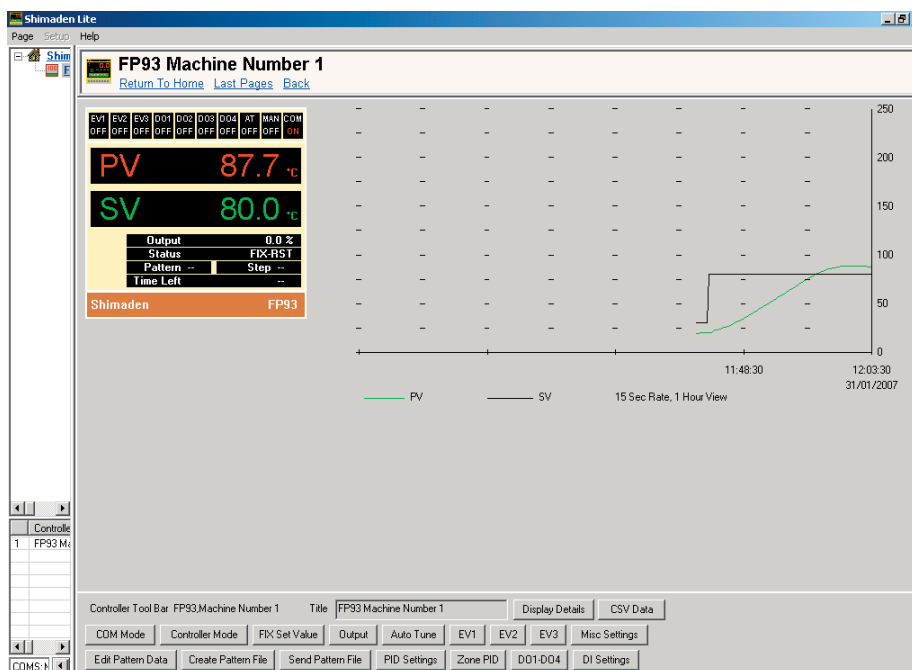 Shimaden Lite
Page Setup Help
Shim
F
FP93 Machine Number 1
Return To Home Last Pages Back
EV1 EV2 EV3 DO1 DO2 DO3 DO4 AT MAN COM
OFF OFF OFF OFF OFF OFF OFF OFF OFF ON
PV 87.7 °C
SV 80.0 °C
Output 0.0 %
Status FIX-RST
Pattern -- Step --
Time Left --
Shimaden FP93
250
200
150
100
50
0
11:48:30 12:03:30
31/01/2007
PV SV 15 Sec Rate, 1 Hour View
Controlle
1 FP93 Ma
Controller Tool Bar FP93,Machine Number 1 Title FP93 Machine Number 1 Display Details CSV Data
COM Mode Controller Mode FIX Set Value Output Auto Tune EV1 EV2 EV3 Misc Settings
Edit Pattern Data Create Pattern File Send Pattern File PID Settings Zone PID DO1-DO4 DI Settings
COMS: